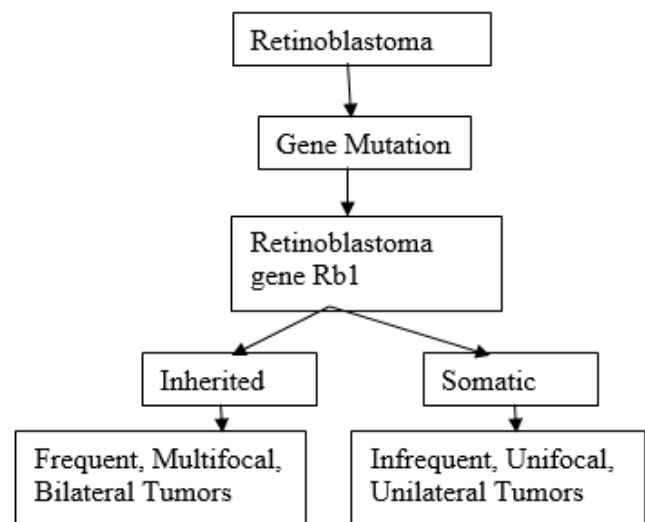 Retinoblastoma
Gene Mutation
Retinoblastoma
gene Rb1
Inherited
Somatic
Frequent, Multifocal,
Bilateral Tumors
Infrequent, Unifocal,
Unilateral Tumors